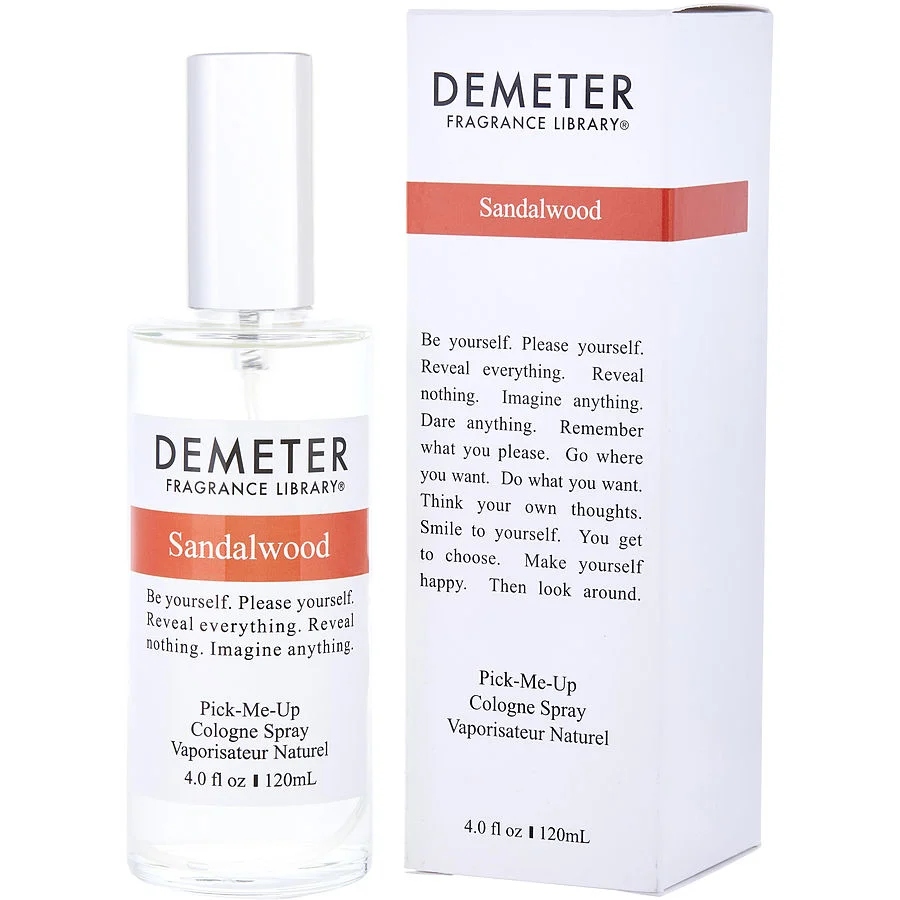 DEMETER
FRAGRANCE LIBRARY®
Sandalwood
Be yourself. Please yourself.
Reveal everything. Reveal
nothing. Imagine anything.
Pick-Me-Up
Cologne Spray
Vaporisateur Naturel
4.0 fl oz ❙ 120mL
DEMETER
FRAGRANCE LIBRARY®
Sandalwood
Be yourself. Please yourself.
Reveal everything. Reveal
nothing. Imagine anything.
Dare anything. Remember
what you please. Go where
you want. Do what you want.
Think your own thoughts.
Smile to yourself. You get
to choose. Make yourself
happy. Then look around.
Pick-Me-Up
Cologne Spray
Vaporisateur Naturel
4.0 fl oz ❙ 120mL